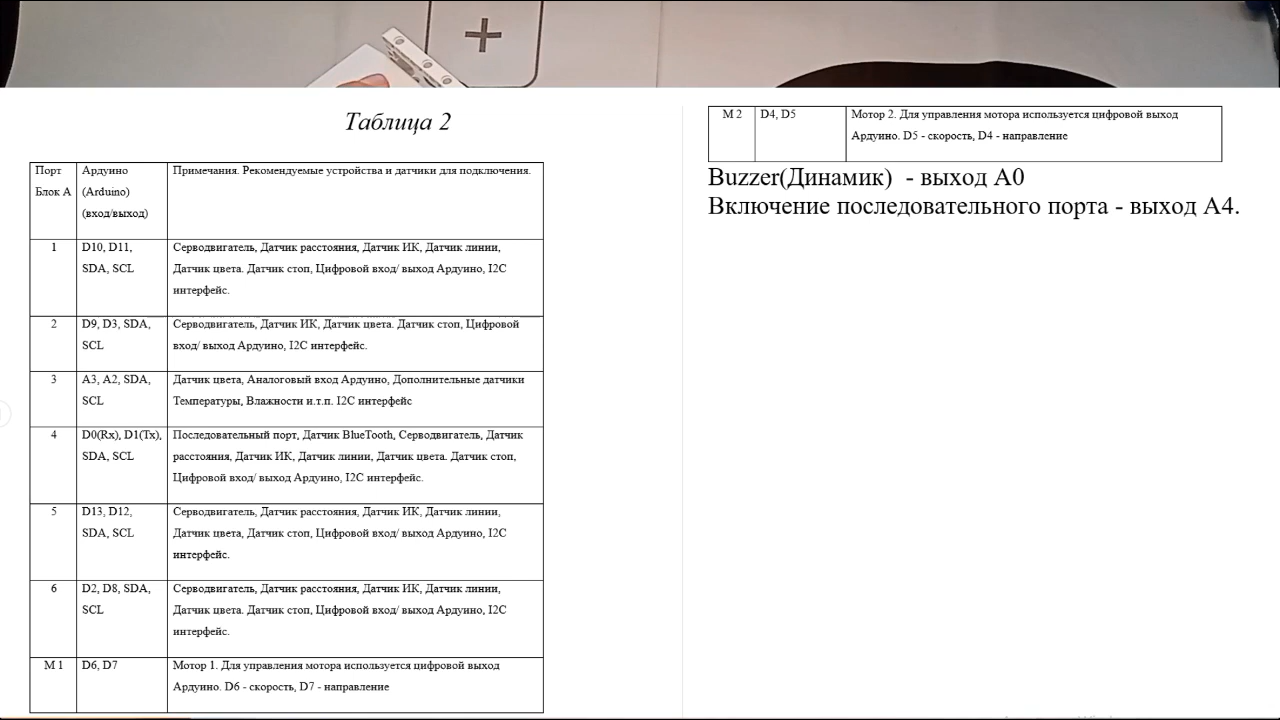 Таблица 2
Порт Блок А | Ардуино (Arduino) (вход/выход) | Примечания. Рекомендуемые устройства и датчики для подключения.
1 | D10, D11, SDA, SCL | Серводвигатель, Датчик расстояния, Датчик ИК, Датчик линии, Датчик цвета. Датчик стоп, Цифровой вход/ выход Ардуино, I2C интерфейс.
2 | D9, D3, SDA, SCL | Серводвигатель, Датчик ИК, Датчик цвета. Датчик стоп, Цифровой вход/ выход Ардуино, I2C интерфейс.
3 | A3, A2, SDA, SCL | Датчик цвета, Аналоговый вход Ардуино, Дополнительные датчики Температуры, Влажности и.т.п. I2C интерфейс
4 | D0(Rx), D1(Tx), SDA, SCL | Последовательный порт, Датчик BlueTooth, Серводвигатель, Датчик расстояния, Датчик ИК, Датчик линии, Датчик цвета. Датчик стоп, Цифровой вход/ выход Ардуино, I2C интерфейс.
5 | D13, D12, SDA, SCL | Серводвигатель, Датчик расстояния, Датчик ИК, Датчик линии, Датчик цвета, Датчик стоп, Цифровой вход/ выход Ардуино, I2C интерфейс.
6 | D2, D8, SDA, SCL | Серводвигатель, Датчик расстояния, Датчик ИК, Датчик линии, Датчик цвета. Датчик стоп, Цифровой вход/ выход Ардуино, I2C интерфейс.
М 1 | D6, D7 | Мотор 1. Для управления мотора используется цифровой выход Ардуино. D6 - скорость, D7 - направление
М 2 | D4, D5 | Мотор 2. Для управления мотора используется цифровой выход Ардуино. D5 - скорость, D4 - направление
Buzzer(Динамик) - выход А0
Включение последовательного порта - выход А4.